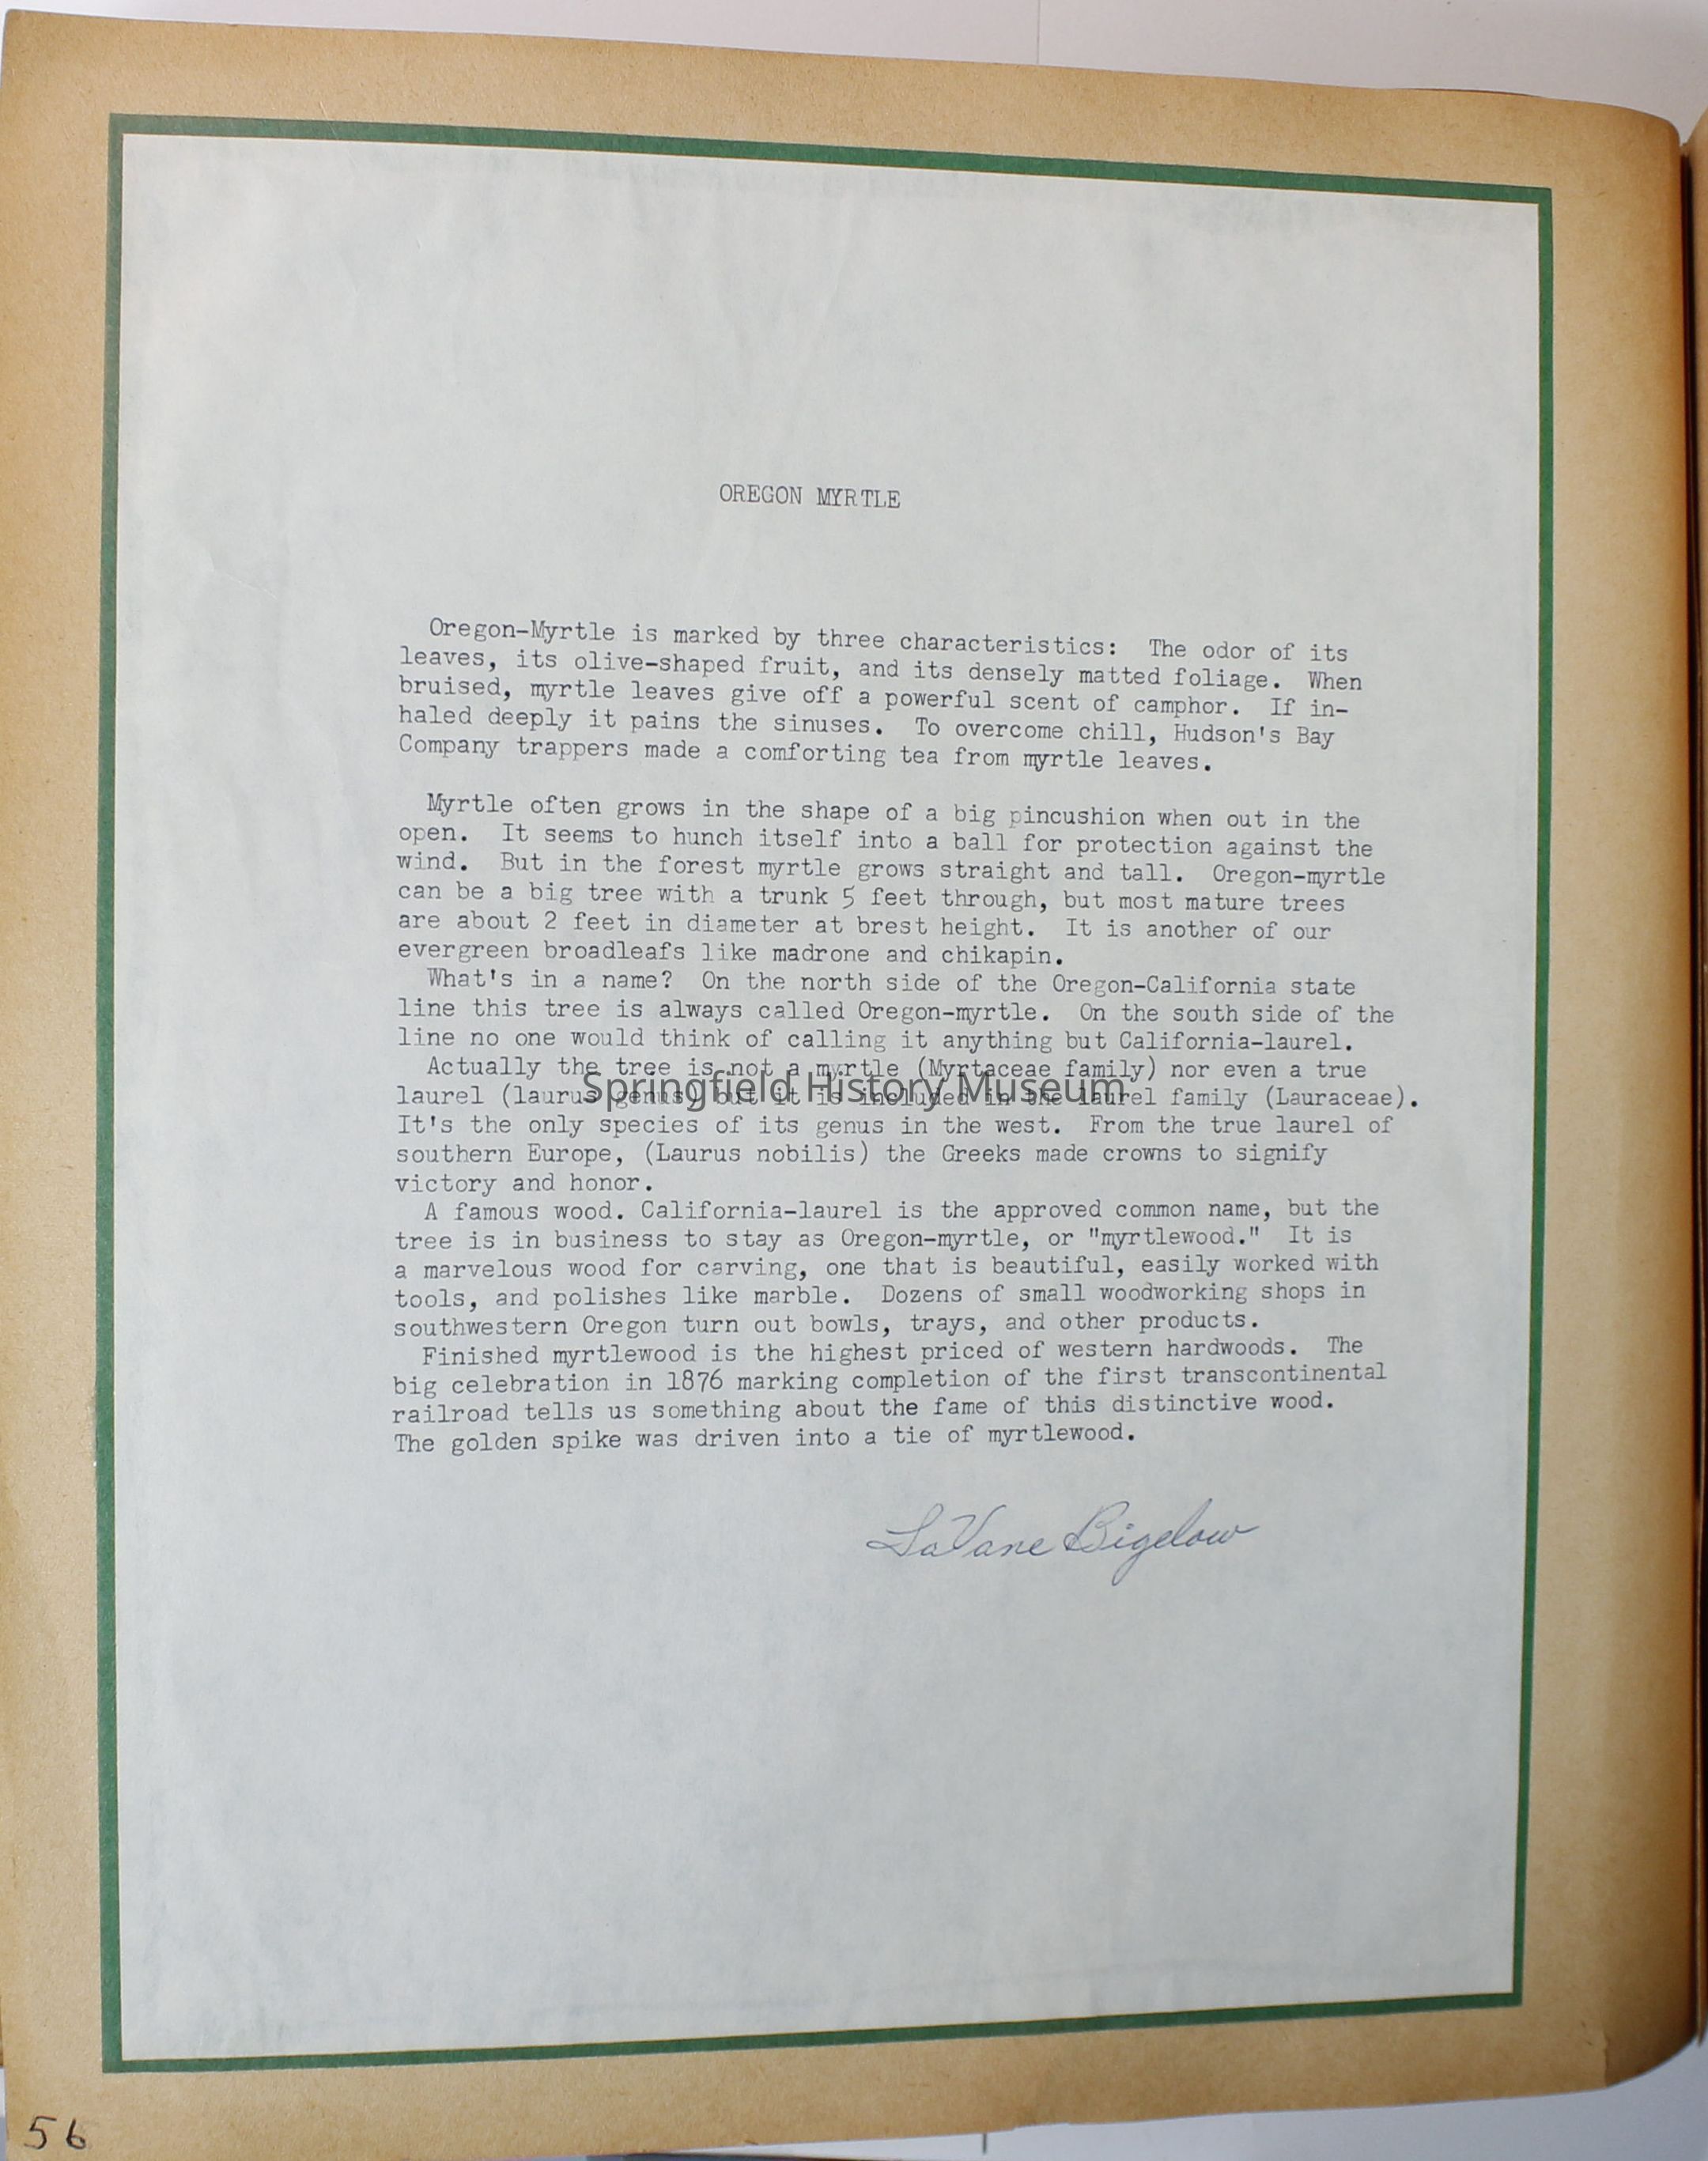 OREGON MYRTLE
Oregon-Myrtle is marked by three characteristics: The odor of its
leaves, its olive-shaped fruit, and its densely matted foliage. When
bruised, myrtle leaves give off a powerful scent of camphor. If in-
haled deeply it pains the sinuses. To overcome chill, Hudson's Bay
Company trappers made a comforting tea from myrtle leaves.
Myrtle often grows in the shape of a big pincushion when out in the
open. It seems to hunch itself into a ball for protection against the
wind. But in the forest myrtle grows straight and tall. Oregon-myrtle
can be a big tree with a trunk 5 feet through, but most mature trees
are about 2 feet in diameter at brest height. It is another of our
evergreen broadleafs like madrone and chikapin.
What's in a name? On the north side of the Oregon-California state
line this tree is always called Oregon-myrtle. On the south side of the
line no one would think of calling it anything but California-laurel.
Actually the tree is not a myrtle (Myrtaceae family) nor even a true
Springfield History Museum
laurel (laurus genus) but it is included in the laurel family (Lauraceae).
It's the only species of its genus in the west. From the true laurel of
southern Europe, (Laurus nobilis) the Greeks made crowns to signify
victory and honor.
A famous wood. California-laurel is the approved common name, but the
tree is in business to stay as Oregon-myrtle, or "myrtlewood." It is
a marvelous wood for carving, one that is beautiful, easily worked with
tools, and polishes like marble. Dozens of small woodworking shops in
southwestern Oregon turn out bowls, trays, and other products.
Finished myrtlewood is the highest priced of western hardwoods. The
big celebration in 1876 marking completion of the first transcontinental
railroad tells us something about the fame of this distinctive wood.
The golden spike was driven into a tie of myrtlewood.
LaVane Bigelow
56